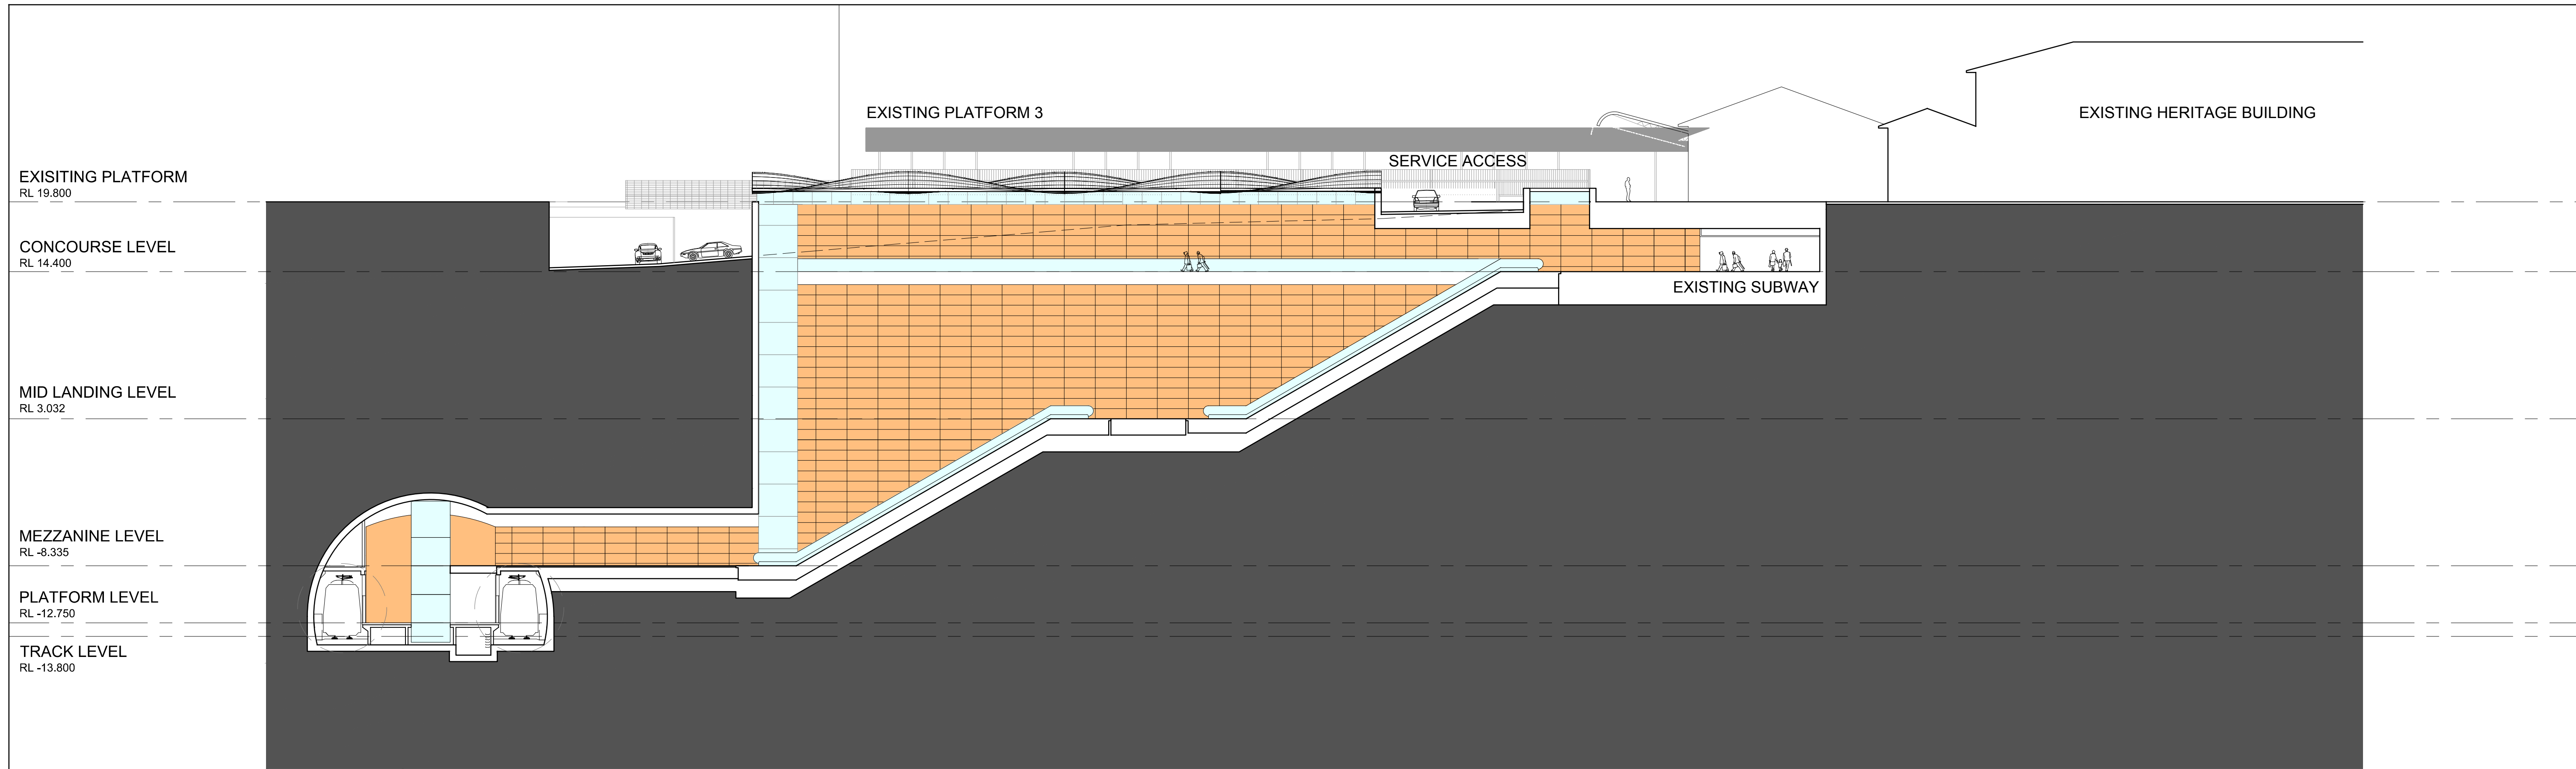 EXISTING PLATFORM 3
EXISTING HERITAGE BUILDING
SERVICE ACCESS
EXISITING PLATFORM
RL 19.800
CONCOURSE LEVEL
RL 14.400
EXISTING SUBWAY
MID LANDING LEVEL
RL 3.032
MEZZANINE LEVEL
RL -8.335
PLATFORM LEVEL
RL -12.750
TRACK LEVEL
RL -13.800